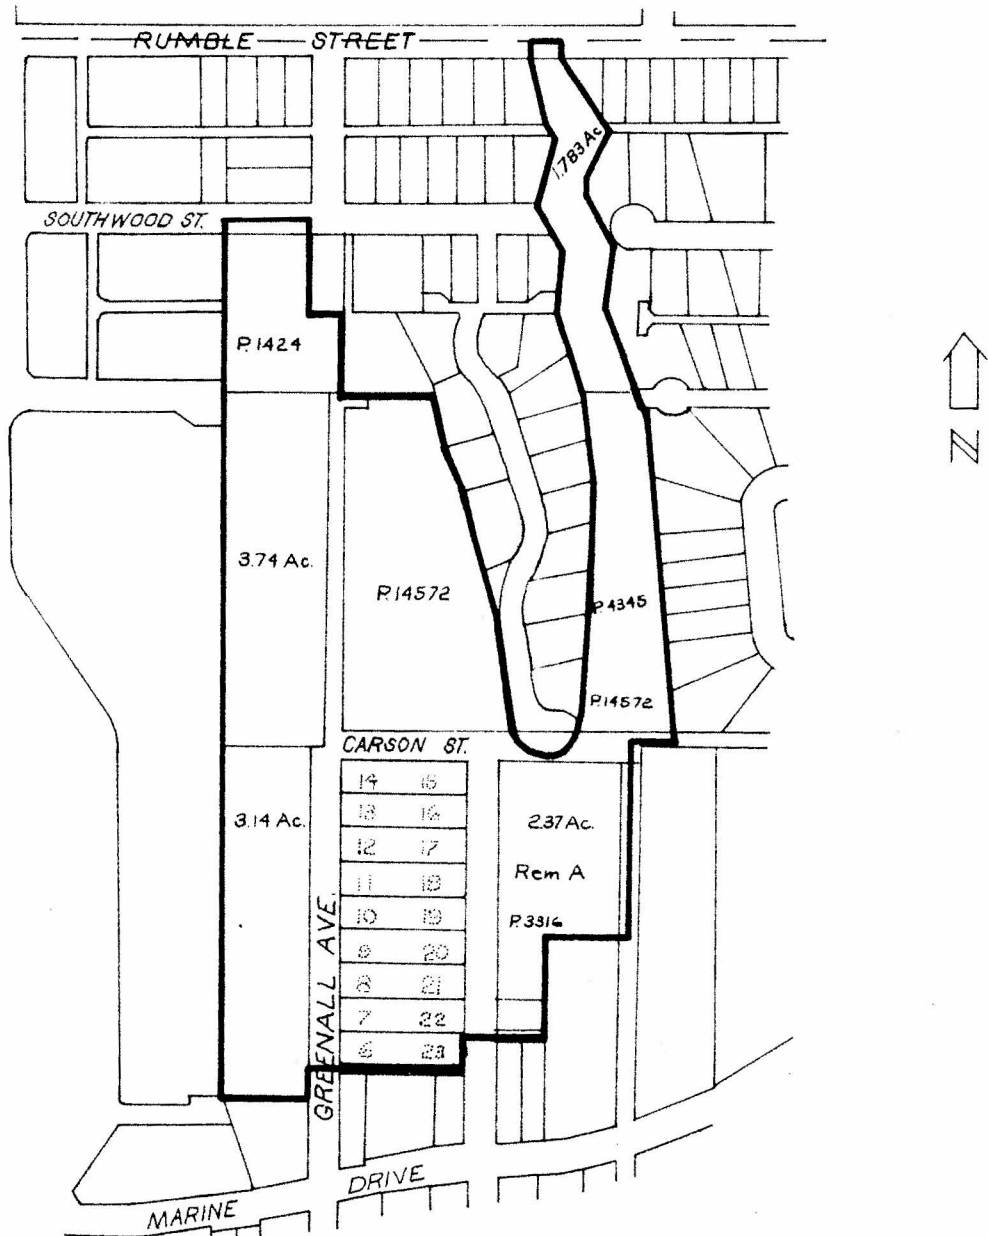 RUMBLE STREET
1.783 Ac
SOUTHWOOD ST.
P. 1424
N
3.74 Ac.
P.14572
P.4345
P.14572
CARSON ST.
14 15
13 16
3.14 Ac.
2.37 Ac.
12 17
Rem A
11 18
10 19
P.3316
9 20
8 21
7 22
6 23
GREENALL AVE.
MARINE DRIVE